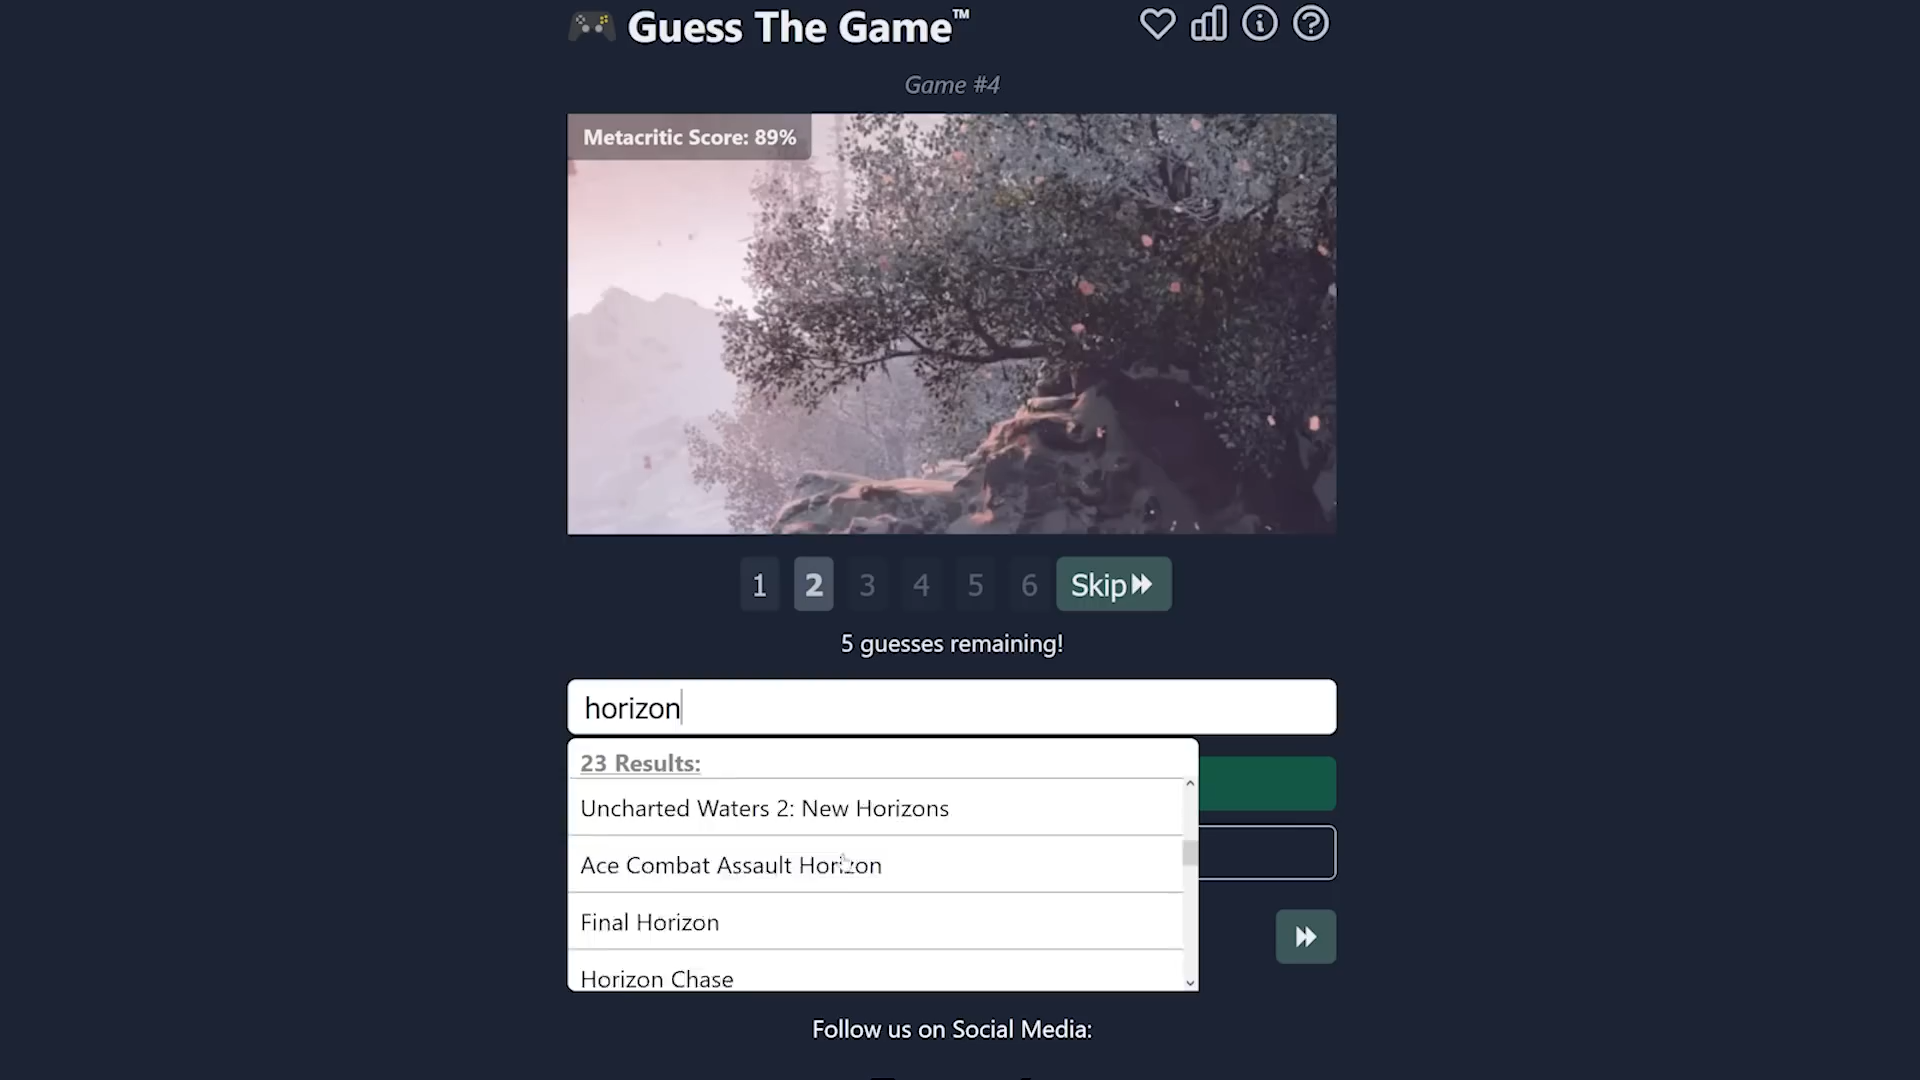 Guess The Game™
Game #4
Metacritic Score: 89%
1 2 3 4 5 6 Skip
5 guesses remaining!
horizon
23 Results:
Uncharted Waters 2: New Horizons
Ace Combat Assault Horizon
Final Horizon
Horizon Chase
Follow us on Social Media: